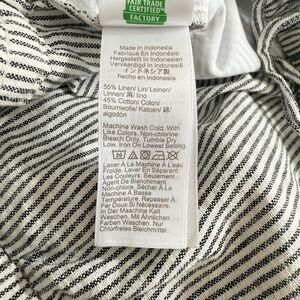 FAIR TRADE
CERTIFIED™
FACTORY
Made in Indonesia
Fabriqué En Indonésie
Hergestellt in Indonesien
Vervaardigd In Indonesië
インドネシア製
hecho en Indonesia
55% Linen/ Lin/ Leinen/
Linnen/ 麻/ lino
45% Cotton/ Coton/
Baumwolle/ Katoen/ 綿/
algodón
Machine Wash Cold. With
Like Colors. Non-chlorine
Bleach Only. Tumble Dry
Low. Iron On Lowest Setting.
Laver À La Machine À L'eau
Froide. Laver En Séparant
Les Couleurs. Seulement
Agent De Blanchiment
Non Chloré. Sécher À La
Machine A Basse
Température. Repasser À
Fer Doux Si Nécessaire.
In Der Maschine Kalt
Waschen, Mit Ähnlichen
Farben Waschen. Nur
Chlorfreies Bleichmittel